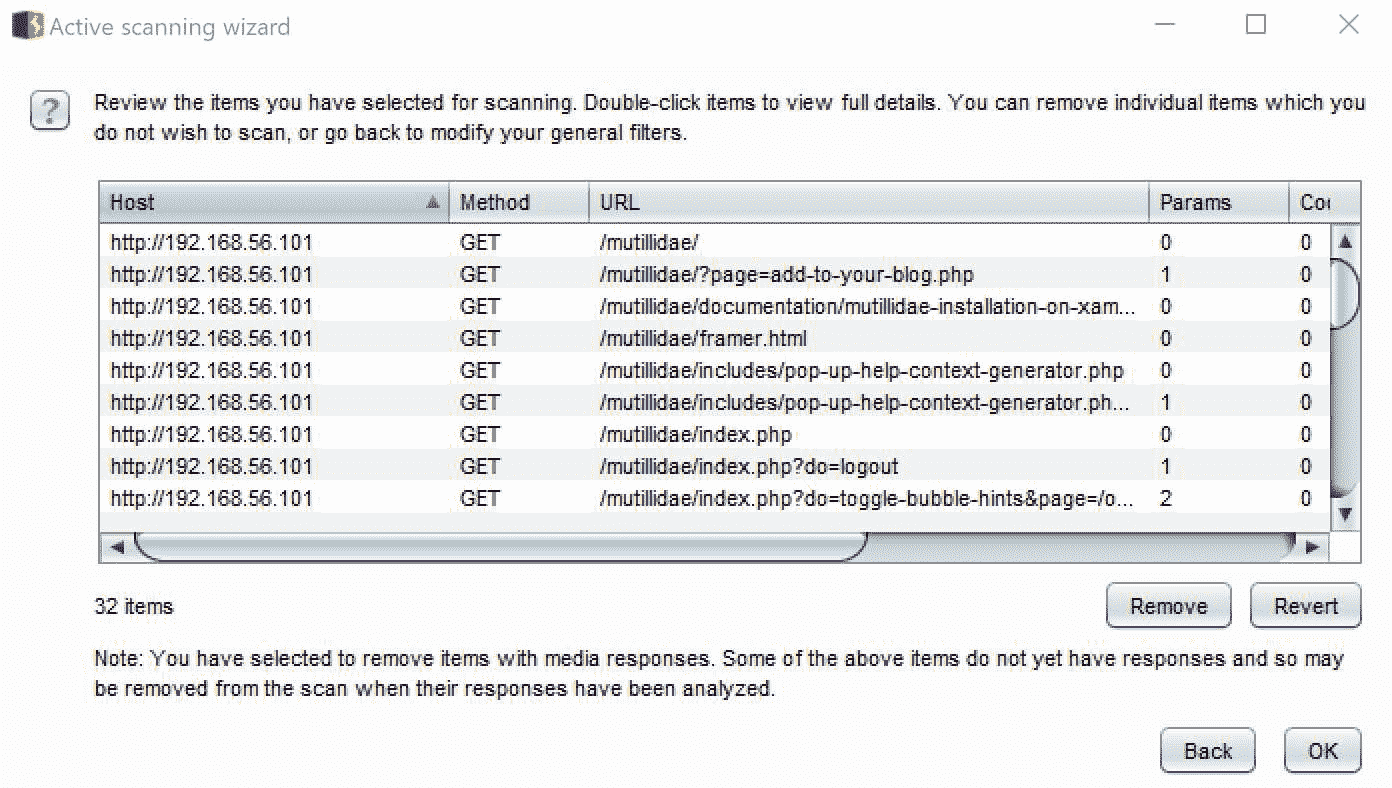 Active scanning wizard
?
Review the items you have selected for scanning. Double-click items to view full details. You can remove individual items which you
do not wish to scan, or go back to modify your general filters.
Host Method URL Params Coo
http://192.168.56.101 GET /mutillidae/ 0 0
http://192.168.56.101 GET /mutillidae/?page=add-to-your-blog.php 1 0
http://192.168.56.101 GET /mutillidae/documentation/mutillidae-installation-on-xam... 0 0
http://192.168.56.101 GET /mutillidae/framer.html 0 0
http://192.168.56.101 GET /mutillidae/includes/pop-up-help-context-generator.php 0 0
http://192.168.56.101 GET /mutillidae/includes/pop-up-help-context-generator.ph... 1 0
http://192.168.56.101 GET /mutillidae/index.php 0 0
http://192.168.56.101 GET /mutillidae/index.php?do=logout 1 0
http://192.168.56.101 GET /mutillidae/index.php?do=toggle-bubble-hints&page=/o... 2 0
32 items
Remove Revert
Note: You have selected to remove items with media responses. Some of the above items do not yet have responses and so may
be removed from the scan when their responses have been analyzed.
Back OK